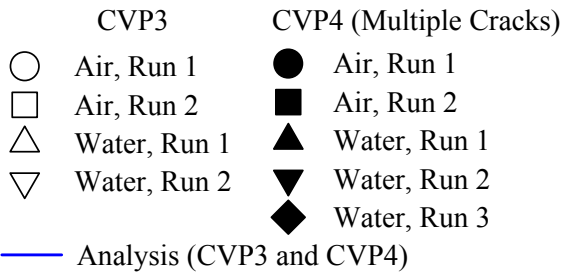 CVP3 CVP4 (Multiple Cracks)
Air, Run 1 Air, Run 1
Air, Run 2 Air, Run 2
Water, Run 1 Water, Run 1
Water, Run 2 Water, Run 2
Water, Run 3
Analysis (CVP3 and CVP4)